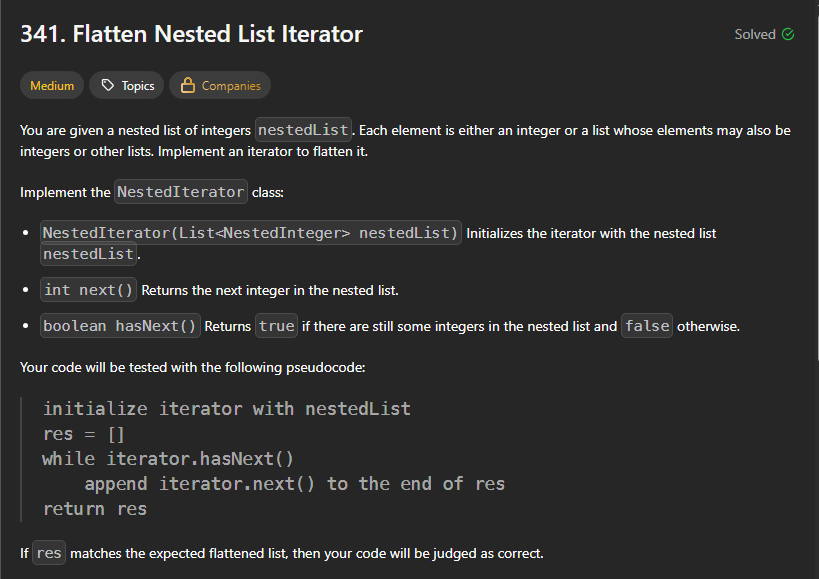 341. Flatten Nested List Iterator
Solved
Medium Topics Companies
You are given a nested list of integers nestedList. Each element is either an integer or a list whose elements may also be
integers or other lists. Implement an iterator to flatten it.
Implement the NestedIterator class:
• NestedIterator(List<NestedInteger> nestedList) Initializes the iterator with the nested list
nestedList.
• int next() Returns the next integer in the nested list.
• boolean hasNext() Returns true if there are still some integers in the nested list and false otherwise.
Your code will be tested with the following pseudocode:
initialize iterator with nestedList
res = []
while iterator.hasNext()
    append iterator.next() to the end of res
return res
If res matches the expected flattened list, then your code will be judged as correct.